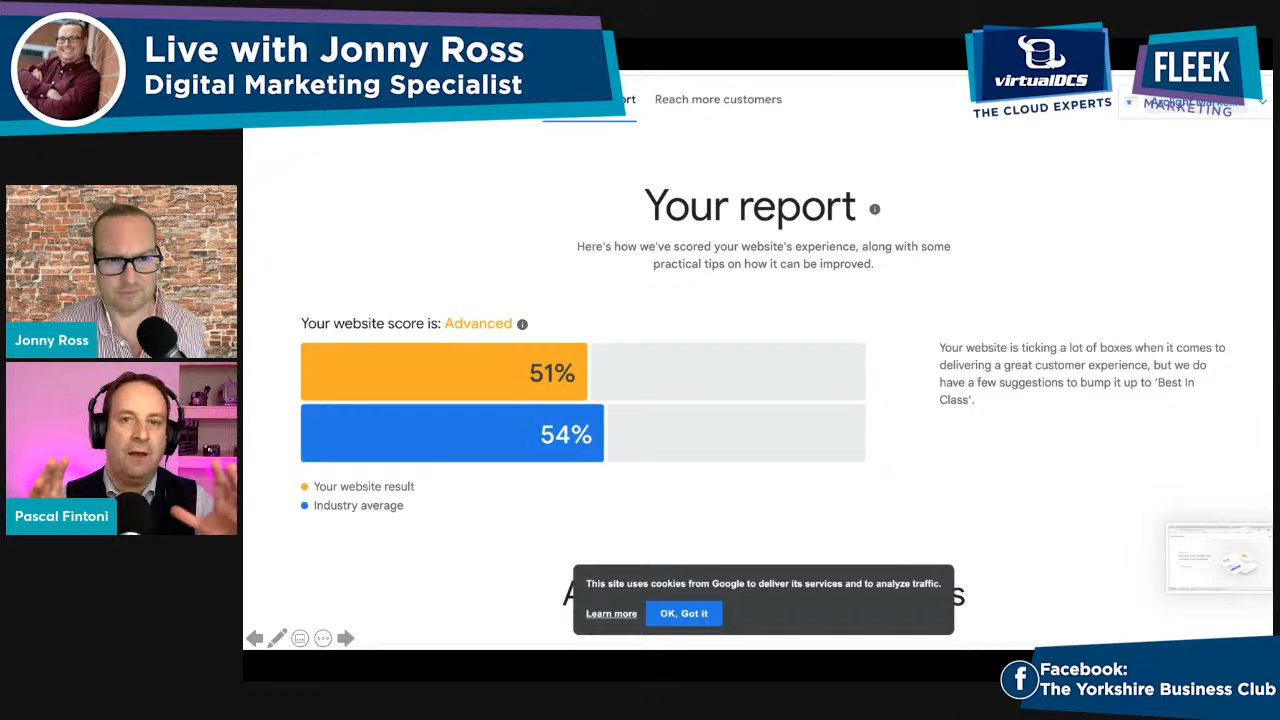 Live with Jonny Ross
Digital Marketing Specialist
virtualDCS
THE CLOUD EXPERTS
FLEEK
MARKETING
Reach more customers
Your report
Here's how we've scored your website's experience, along with some
practical tips on how it can be improved.
Your website score is: Advanced
51%
54%
Your website result
Industry average
Your website is ticking a lot of boxes when it comes to
delivering a great customer experience, but we do
have a few suggestions to bump it up to ‘Best In
Class’.
Jonny Ross
Pascal Fintoni
This site uses cookies from Google to deliver its services and to analyze traffic.
Learn more
OK, Got it
Facebook:
The Yorkshire Business Club